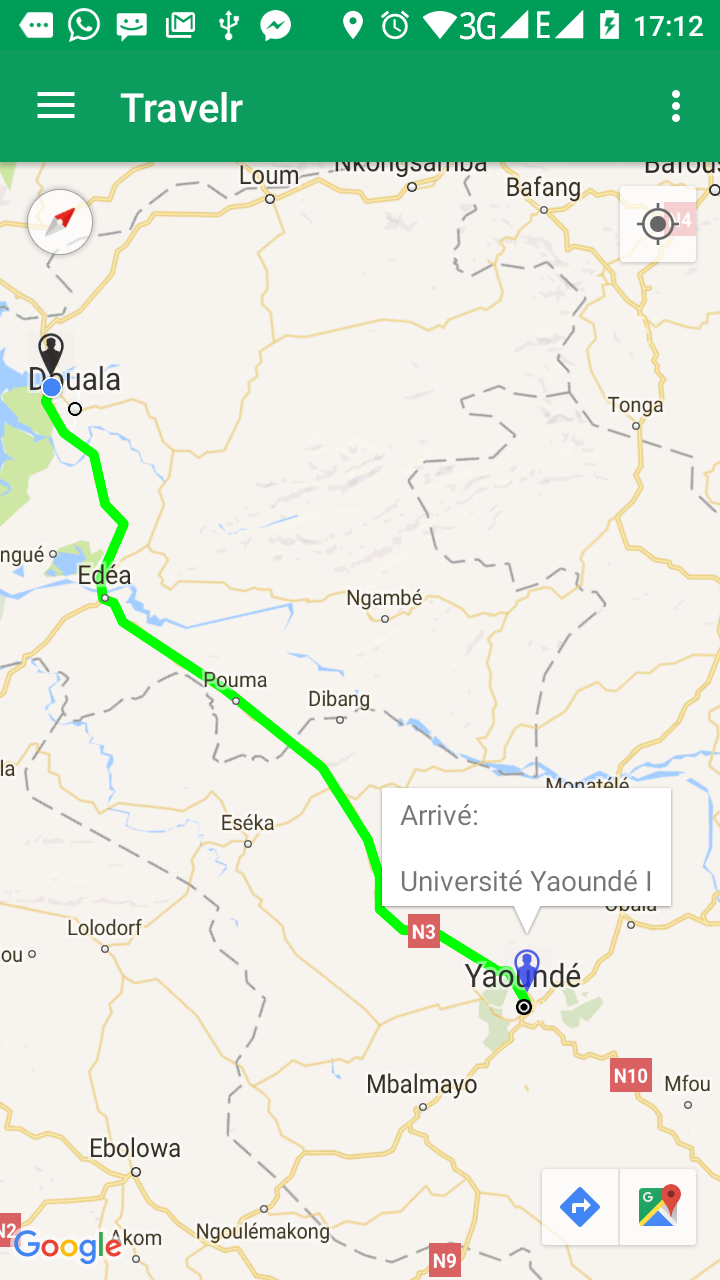 3G E 17:12
Travelr
Loum
Nkongsamba
Bafang
N4
Douala
Tonga
ngué
Edéa
Ngambé
Pouma
Dibang
la
Monatélé
Arrivé:
Eséka
Université Yaoundé I
Obala
Lolodorf
N3
ou
Yaoundé
N10
Mbalmayo
Mfou
Ebolowa
G
N2
Google
Akom
Ngoulémakong
N9